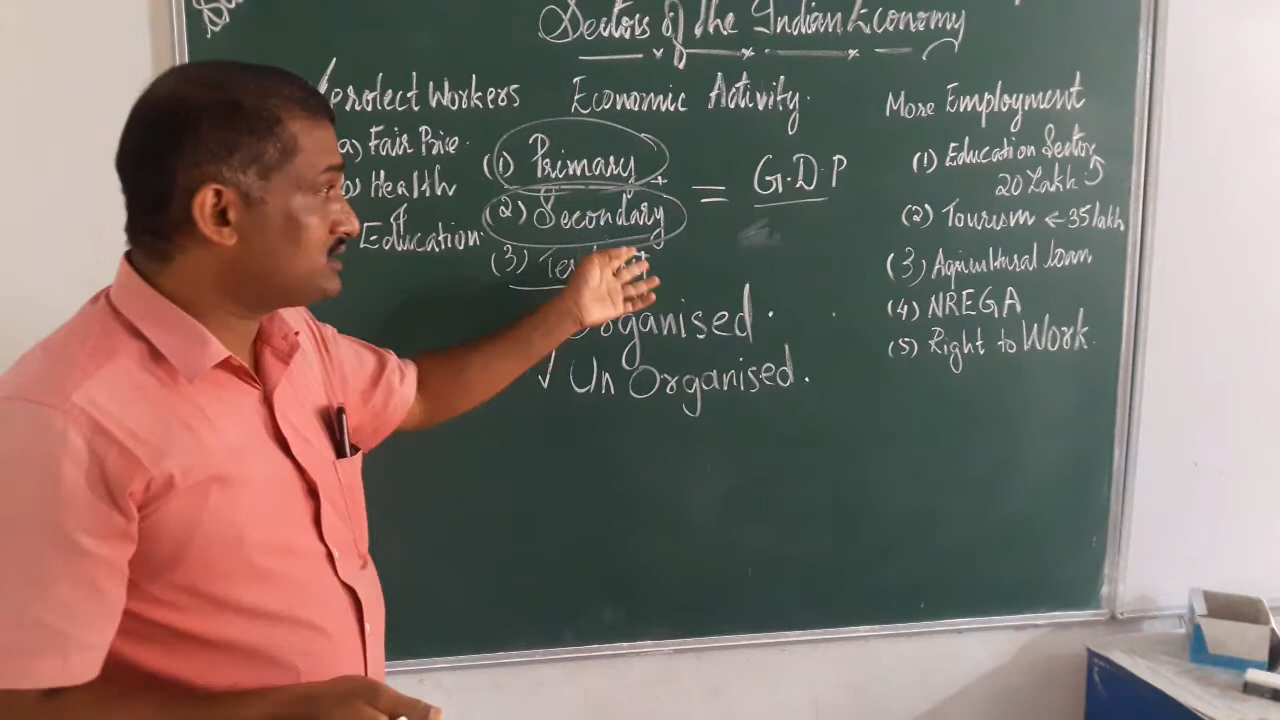 Sectors of the Indian Economy
protect Workers
a) Fair Price.
b) Health
&
Education.
Economic Activity.
(1) Primary +
(2) Secondary
(3)
= G.D.P
Organised.
✓ Un Organised.
More Employment
(1) Education Sector
20 Lakh
(2) Tourism ← 35 lakh
(3) Agricultural loan
(4) NREGA
(5) Right to Work.